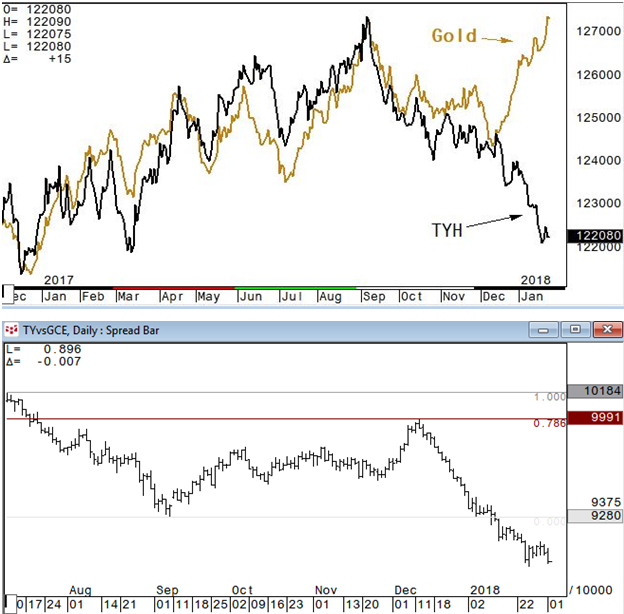 O= 122080
H= 122090
L= 122075
L= 122080
Δ= +15
Gold
TYH
127000
126000
125000
124000
123000
122080
122000
2017
2018
ec Jan Feb Mar Apr May Jun Jul Aug Sep Oct Nov Dec Jan
TYvsGCE, Daily : Spread Bar
L= 0.896
Δ= -0.007
1.000
10184
0.786
9991
9375
0.000
9280
Aug Sep Oct Nov Dec 2018
/10000
0 17 24 01 14 21 01 11 18 25 02 09 16 23 01 13 20 01 11 18 02 22 01